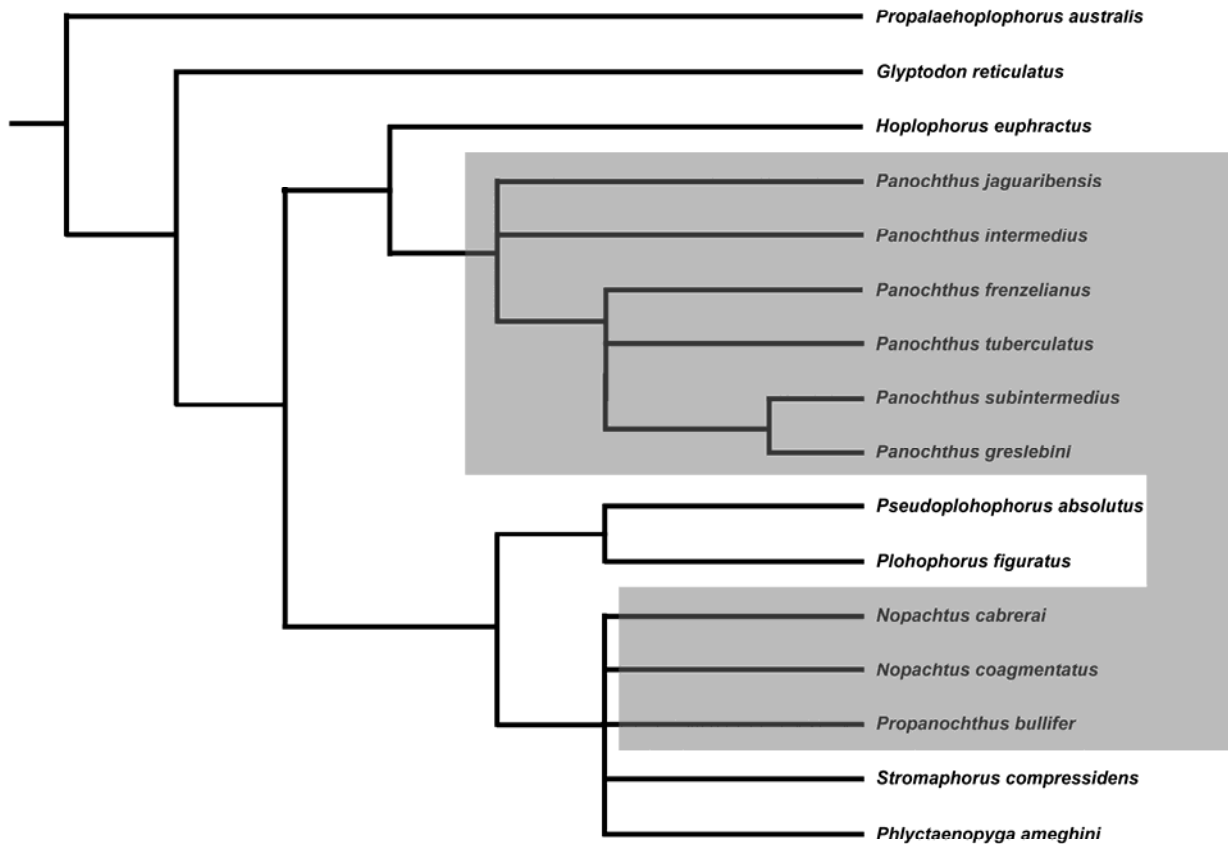 Propalaehoplophorus australis
Glyptodon reticulatus
Hoplophorus euphractus
Panochthus jaguaribensis
Panochthus intermedius
Panochthus frenzelianus
Panochthus tuberculatus
Panochthus subintermedius
Panochthus greslebini
Pseudoplohophorus absolutus
Plohophorus figuratus
Nopachtus cabrerai
Nopachtus coagmentatus
Propanochthus bullifer
Stromaphorus compressidens
Phlyctaenopyga ameghini